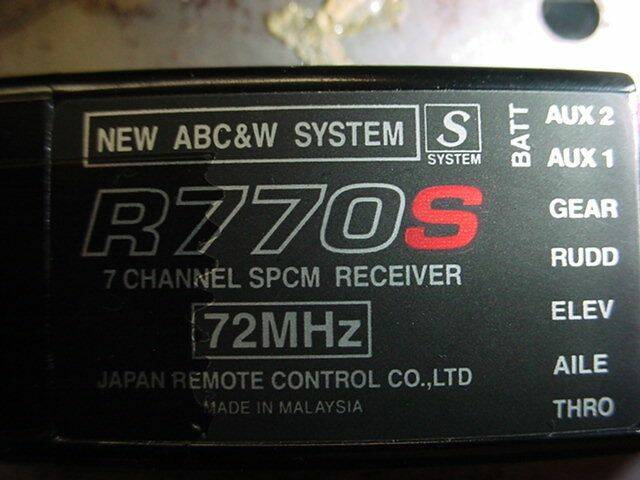 NEW ABC&W SYSTEM
S
SYSTEM
R770S
7 CHANNEL SPCM RECEIVER
72MHz
JAPAN REMOTE CONTROL CO.,LTD
MADE IN MALAYSIA
BATT
AUX 2
AUX 1
GEAR
RUDD
ELEV
AILE
THRO